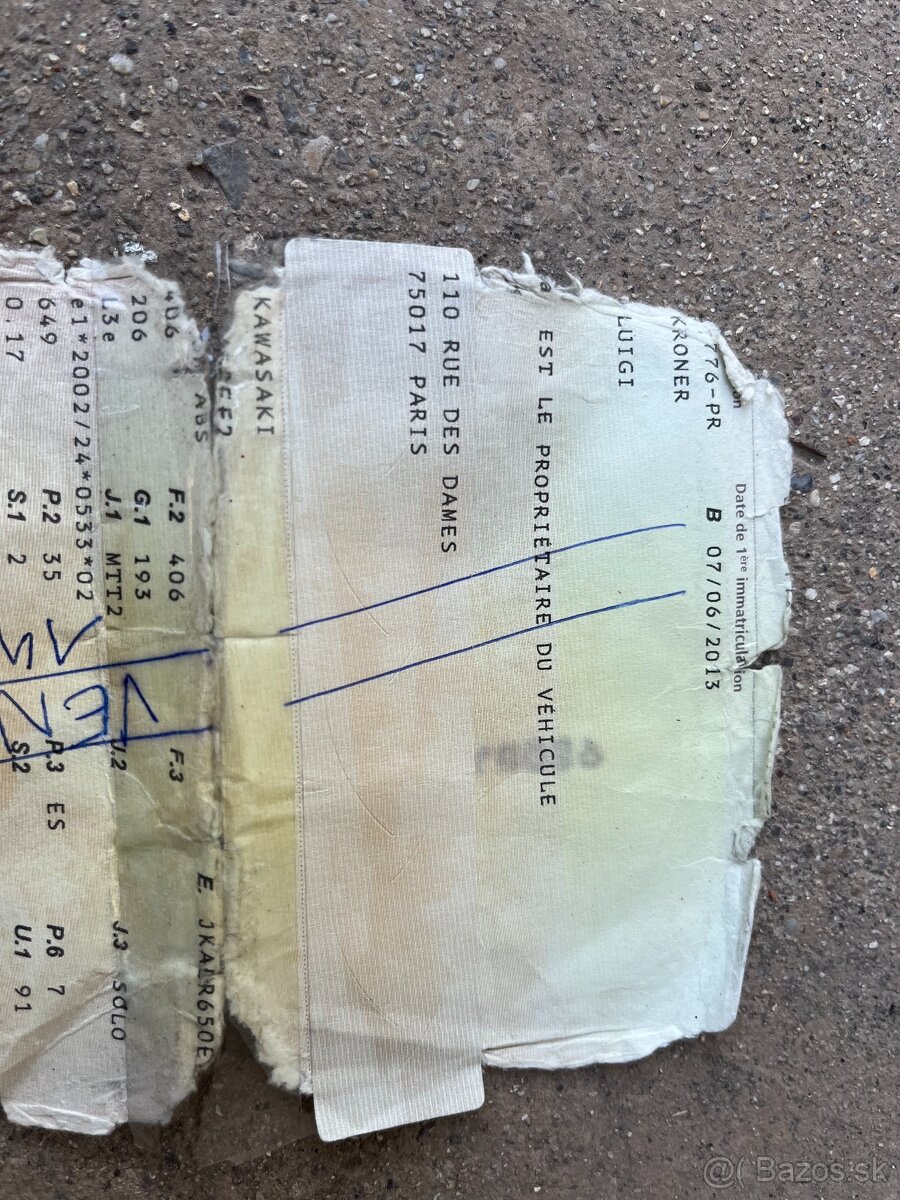 Date de 1ère immatriculation
776-PR B 07/06/2013
KRONER
LUIGI
EST LE PROPRIÉTAIRE DU VÉHICULE
110 RUE DES DAMES
75017 PARIS
KAWASAKI
ABS E. JKAER650E
406 F.2 406 F.3
206 G.1 193
L3e J.1 MTT2 J.2 J.3 SOLO
e1*2002/24*0533*02
649 P.2 35 P.3 ES P.6 7
0.17 S.1 2 S.2 U.1 91
@( Bazos.sk